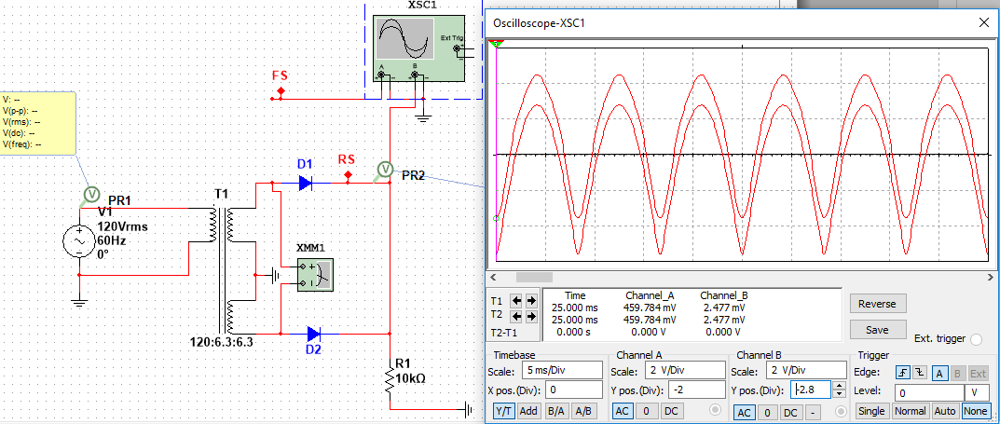 XSC1
Ext Trig
A
B
FS
V: --
V(p-p): --
V(rms): --
V(dc): --
V(freq): --
D1
RS
V
PR2
V
PR1
T1
V1
120Vrms
60Hz
0°
XMM1
120:6.3:6.3
D2
R1
10kΩ
Oscilloscope-XSC1
Time Channel_A Channel_B
T1 25.000 ms 459.784 mV 2.477 mV
T2 25.000 ms 459.784 mV 2.477 mV
T2-T1 0.000 s 0.000 V 0.000 V
Reverse
Save
Ext. trigger
Timebase
Scale: 5 ms/Div
X pos.(Div): 0
Y/T Add B/A A/B
Channel A
Scale: 2 V/Div
Y pos.(Div): -2
AC 0 DC
Channel B
Scale: 2 V/Div
Y pos.(Div): -2.8
AC 0 DC -
Trigger
Edge: A B Ext
Level: 0 V
Single Normal Auto None